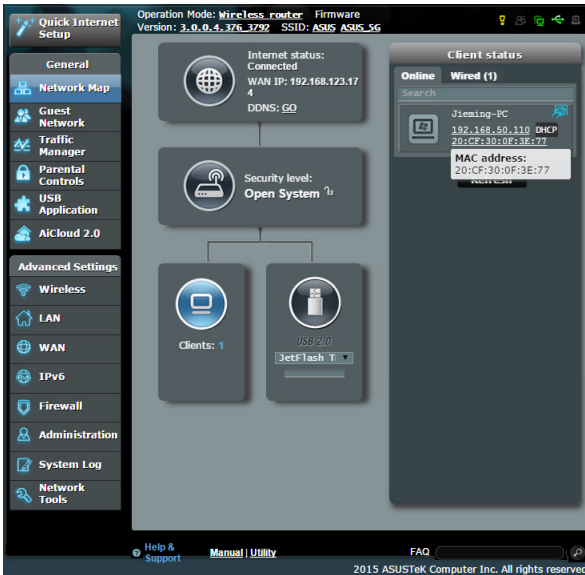 Quick Internet
Setup
Operation Mode: Wireless router Firmware
Version: 3.0.0.4.376_3792 SSID: ASUS ASUS_5G
General
Network Map
Guest
Network
Traffic
Manager
Parental
Controls
USB
Application
AiCloud 2.0
Advanced Settings
Wireless
LAN
WAN
IPv6
Firewall
Administration
System Log
Network
Tools
Internet status:
Connected
WAN IP: 192.168.123.17
4
DDNS: GO
Security level:
Open System
Clients: 1
USB 2.0
JetFlash T
Client status
Online Wired (1)
Search
Jieming-PC
192.168.50.110 DHCP
20:CF:30:0F:3E:77
MAC address:
20:CF:30:0F:3E:77
Refresh
Help &
Support
Manual | Utility
FAQ
2015 ASUSTeK Computer Inc. All rights reserved